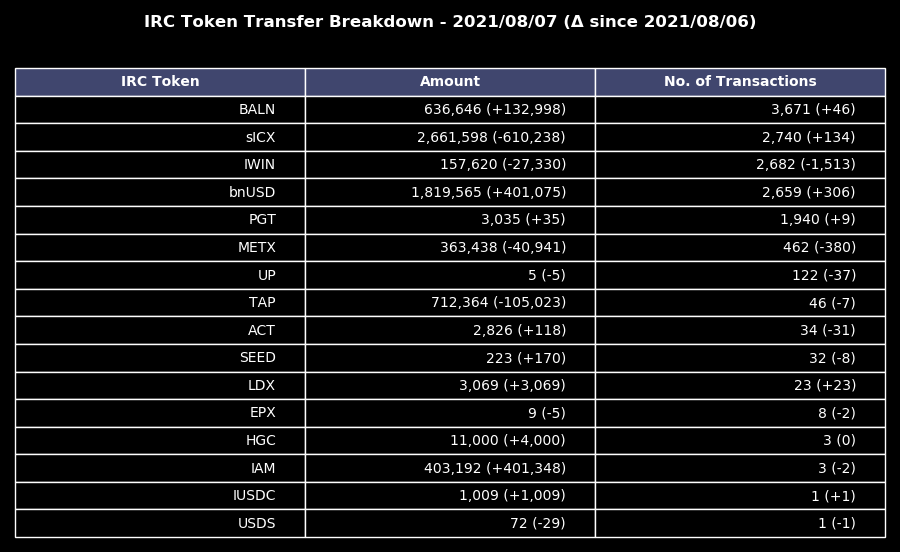 IRC Token Transfer Breakdown - 2021/08/07 (Δ since 2021/08/06)
IRC Token Amount No. of Transactions
BALN 636,646 (+132,998) 3,671 (+46)
sICX 2,661,598 (-610,238) 2,740 (+134)
IWIN 157,620 (-27,330) 2,682 (-1,513)
bnUSD 1,819,565 (+401,075) 2,659 (+306)
PGT 3,035 (+35) 1,940 (+9)
METX 363,438 (-40,941) 462 (-380)
UP 5 (-5) 122 (-37)
TAP 712,364 (-105,023) 46 (-7)
ACT 2,826 (+118) 34 (-31)
SEED 223 (+170) 32 (-8)
LDX 3,069 (+3,069) 23 (+23)
EPX 9 (-5) 8 (-2)
HGC 11,000 (+4,000) 3 (0)
IAM 403,192 (+401,348) 3 (-2)
IUSDC 1,009 (+1,009) 1 (+1)
USDS 72 (-29) 1 (-1)